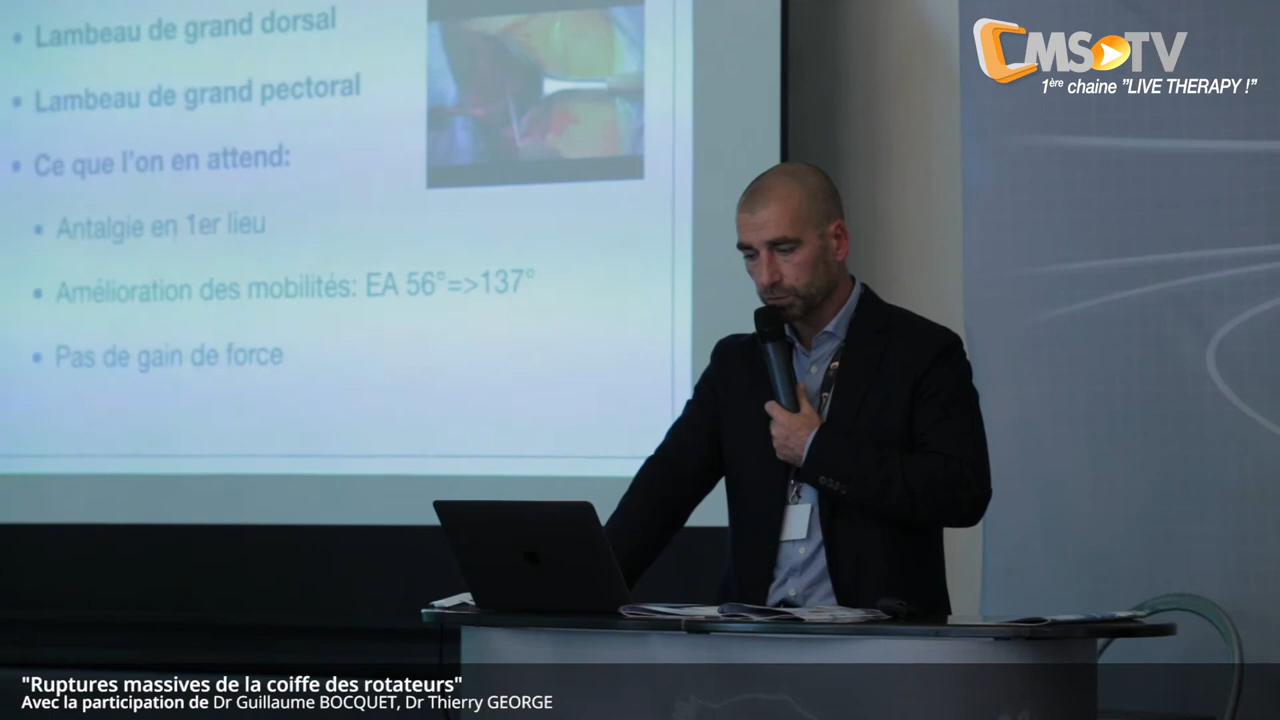 • Lambeau de grand dorsal
• Lambeau de grand pectoral
• Ce que l'on en attend:
• Antalgie en 1er lieu
• Amélioration des mobilités: EA 56°=>137°
• Pas de gain de force
CMS TV
1ère chaine "LIVE THERAPY !"
"Ruptures massives de la coiffe des rotateurs"
Avec la participation de Dr Guillaume BOCQUET, Dr Thierry GEORGE